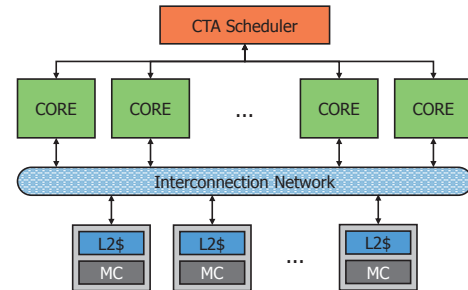 CTA Scheduler
CORE CORE ... CORE CORE
Interconnection Network
L2$ L2$ ... L2$
MC MC MC